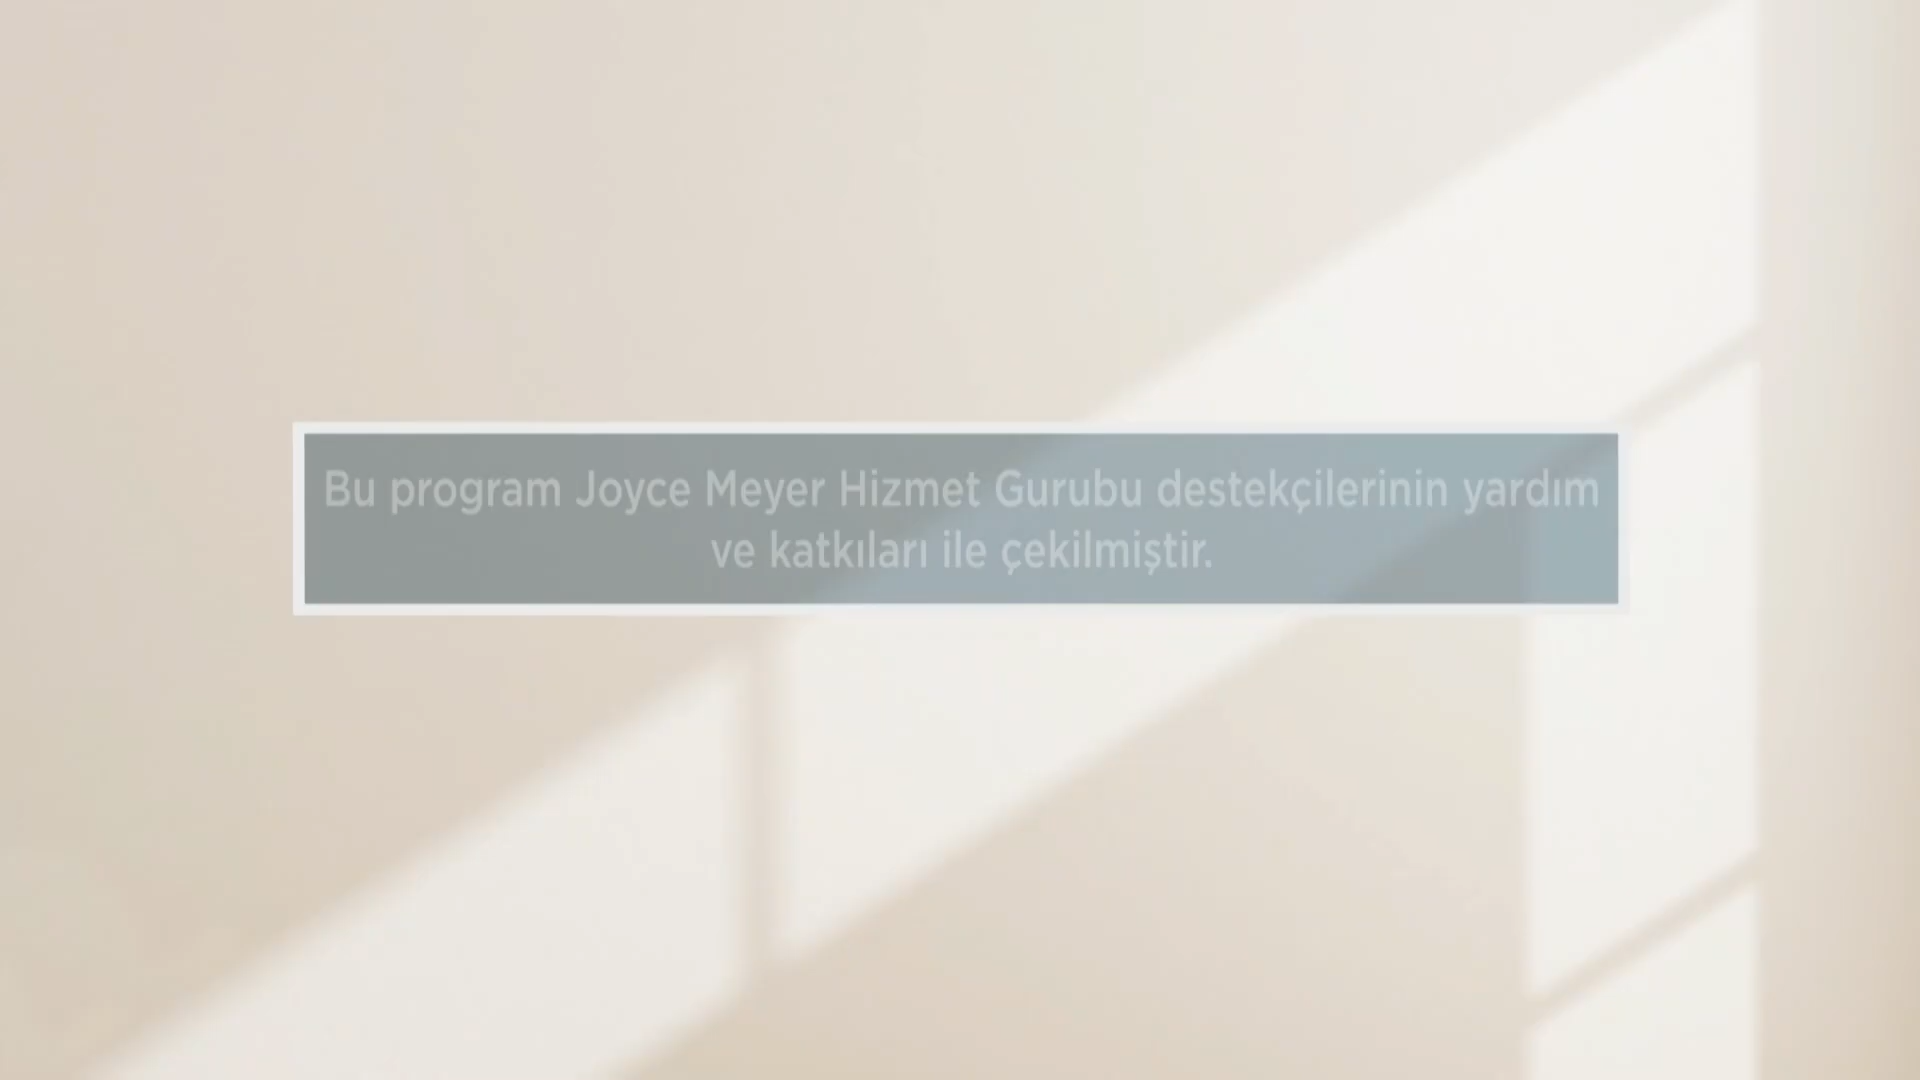 Bu program Joyce Meyer Hizmet Gurubu destekçilerinin yardım
ve katkıları ile çekilmiştir.